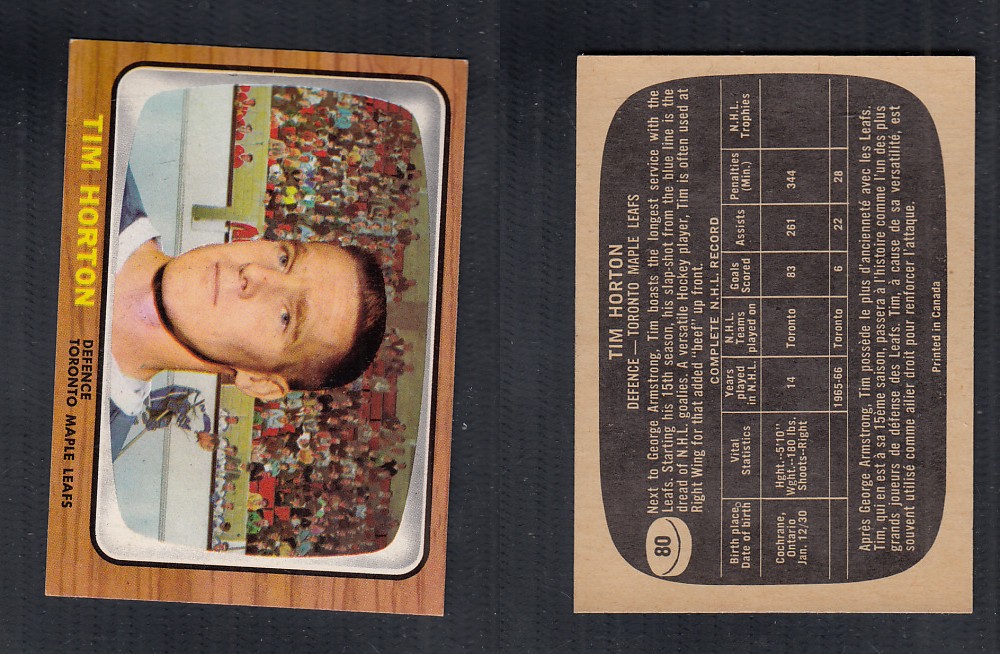 TIM HORTON
DEFENCE
TORONTO MAPLE LEAFS
80
TIM HORTON
DEFENCE — TORONTO MAPLE LEAFS
Next to George Armstrong, Tim boasts the longest service with the
Leafs. Starting his 15th season, his slap-shot from the blue line is the
dread of N.H.L. goalies. A versatile Hockey player, Tim is often used at
Right Wing for that added "beef" up front.
COMPLETE N.H.L. RECORD
Birth place, Date of birth | Vital Statistics | Years played in N.H.L. | N.H.L. Teams played on | Goals Scored | Assists | Penalties (Min.) | N.H.L. Trophies
Cochrane, Ontario Jan. 12/30 | Hght.--5'10" Wght.--180 lbs. Shoots--Right | 14 | Toronto | 83 | 261 | 344
1965-66 | Toronto | 6 | 22 | 28
Après George Armstrong, Tim possède le plus d'ancienneté avec les Leafs.
Tim, qui en est à sa 15ème saison, passera à l'histoire comme l'un des plus
grands joueurs de défense des Leafs. Tim, à cause de sa versatilité, est
souvent utilisé comme ailier droit pour renforcer l'attaque.
Printed in Canada